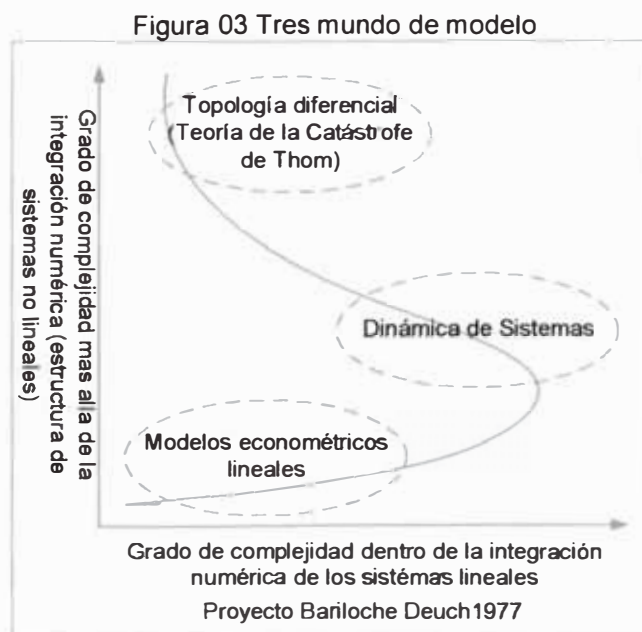 Figura 03 Tres mundo de modelo
Grado de complejidad mas alla de la
integración numérica (estructura de
sistemas no lineales)
Topología diferencial
(Teoría de la Catástrofe
de Thom)
Dinámica de Sistemas
Modelos econométricos
lineales
Grado de complejidad dentro de la integración
numérica de los sistémas lineales
Proyecto Bariloche Deuch1977